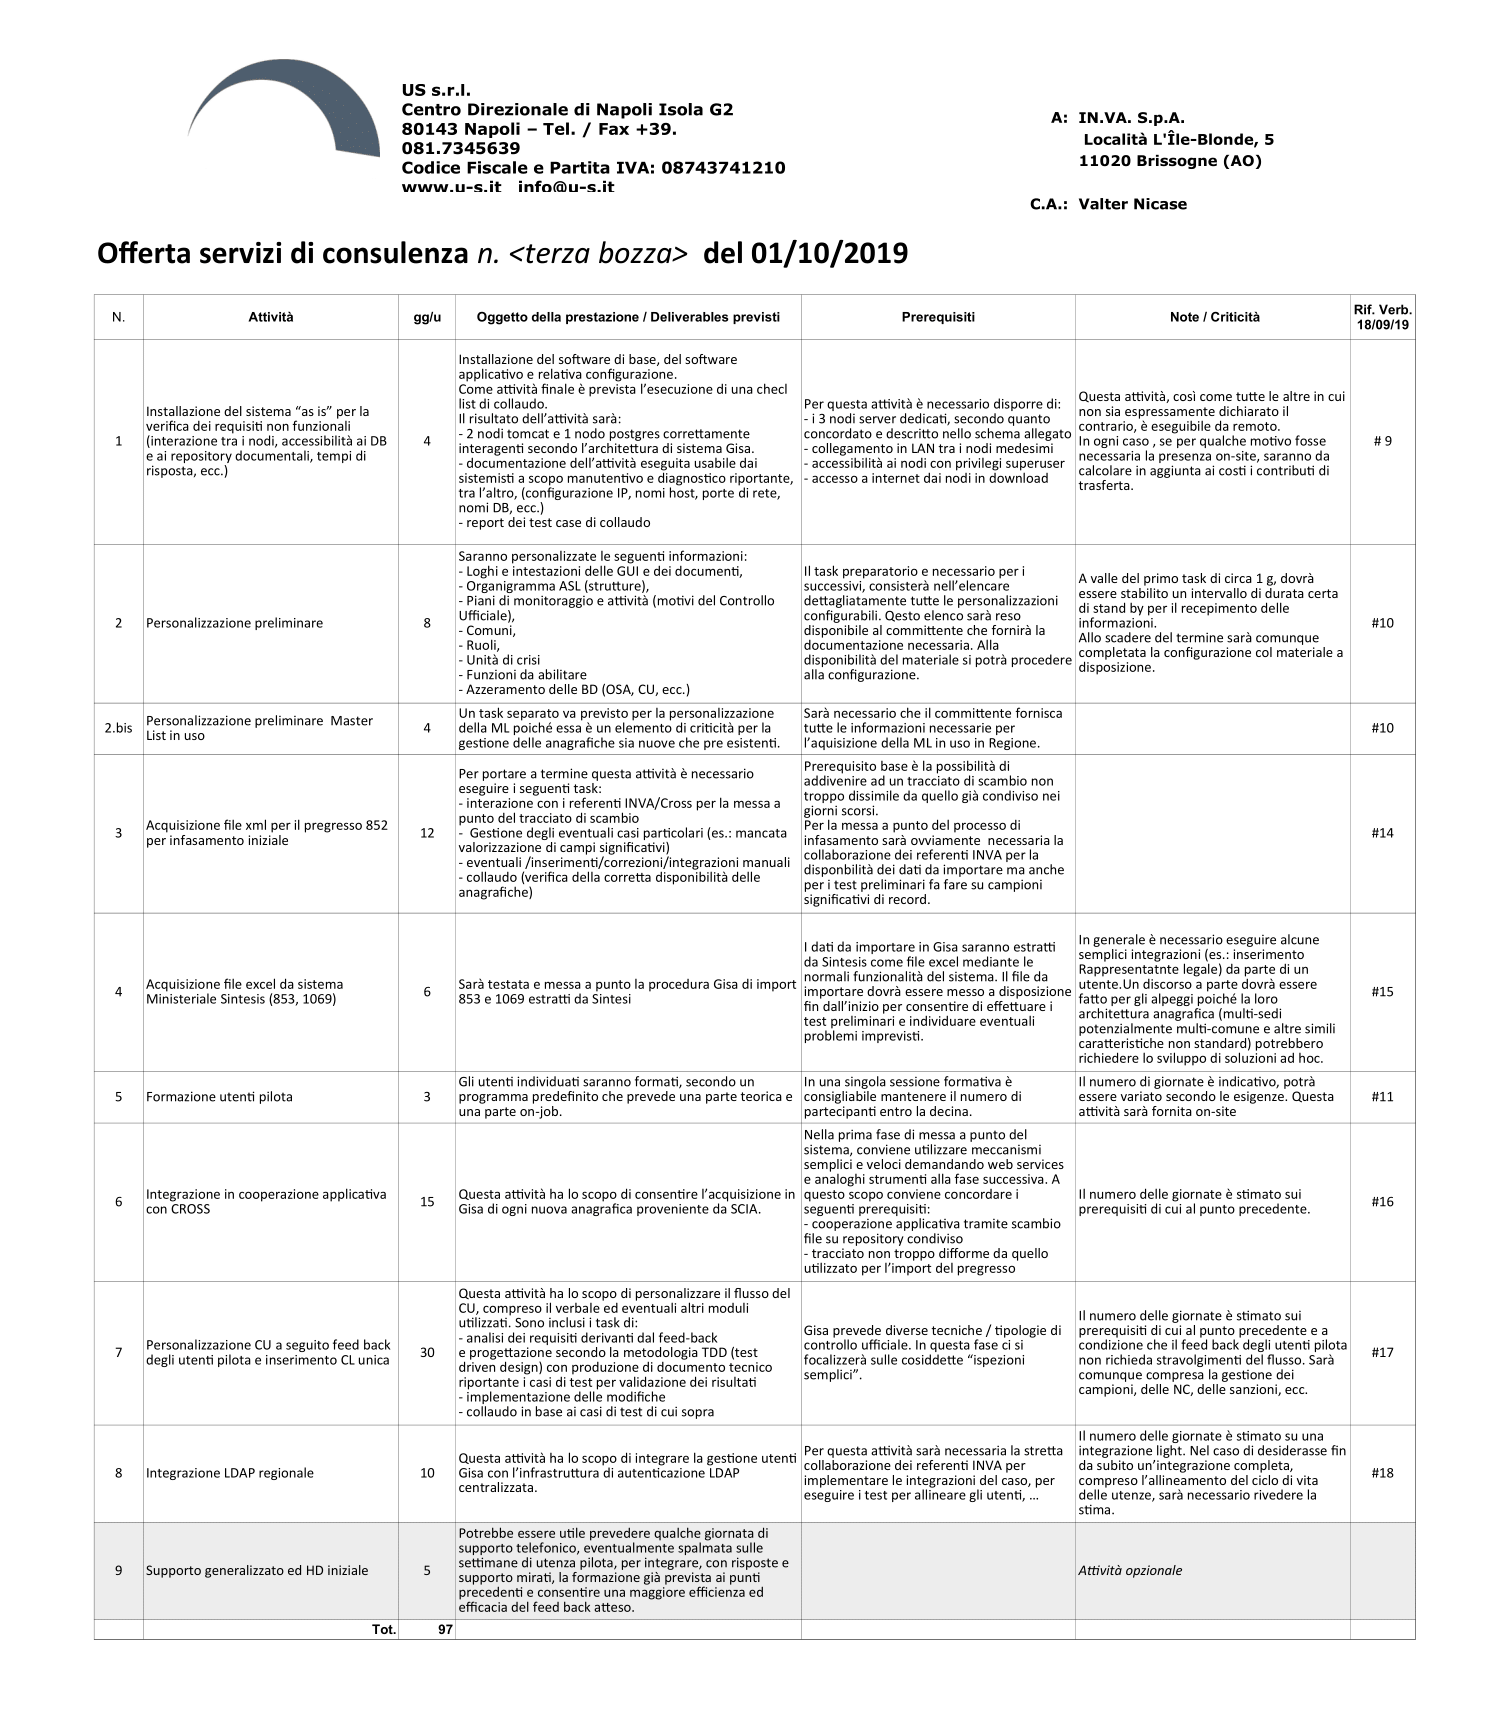 US s.r.l.
Centro Direzionale di Napoli Isola G2
80143 Napoli – Tel. / Fax +39.
081.7345639
Codice Fiscale e Partita IVA: 08743741210
www.u-s.it info@u-s.it
A: IN.VA. S.p.A.
Località L'Île-Blonde, 5
11020 Brissogne (AO)
C.A.: Valter Nicase
Offerta servizi di consulenza n. <terza bozza> del 01/10/2019
N.
Attività
gg/u
Oggetto della prestazione / Deliverables previsti
Prerequisiti
Note / Criticità
Rif. Verb.
18/09/19
1
Installazione del sistema “as is” per la
verifica dei requisiti non funzionali
(interazione tra i nodi, accessibilità ai DB
e ai repository documentali, tempi di
risposta, ecc.)
4
Installazione del software di base, del software
applicativo e relativa configurazione.
Come attività finale è prevista l’esecuzione di una checl
list di collaudo.
Il risultato dell’attività sarà:
- 2 nodi tomcat e 1 nodo postgres correttamente
interagenti secondo l’architettura di sistema Gisa.
- documentazione dell’attività eseguita usabile dai
sistemisti a scopo manutentivo e diagnostico riportante,
tra l’altro, (configurazione IP, nomi host, porte di rete,
nomi DB, ecc.)
- report dei test case di collaudo
Per questa attività è necessario disporre di:
- i 3 nodi server dedicati, secondo quanto
concordato e descritto nello schema allegato
- collegamento in LAN tra i nodi medesimi
- accessibilità ai nodi con privilegi superuser
- accesso a internet dai nodi in download
Questa attività, così come tutte le altre in cui
non sia espressamente dichiarato il
contrario, è eseguibile da remoto.
In ogni caso , se per qualche motivo fosse
necessaria la presenza on-site, saranno da
calcolare in aggiunta ai costi i contributi di
trasferta.
# 9
2
Personalizzazione preliminare
8
Saranno personalizzate le seguenti informazioni:
- Loghi e intestazioni delle GUI e dei documenti,
- Organigramma ASL (strutture),
- Piani di monitoraggio e attività (motivi del Controllo
Ufficiale),
- Comuni,
- Ruoli,
- Unità di crisi
- Funzioni da abilitare
- Azzeramento delle BD (OSA, CU, ecc.)
Il task preparatorio e necessario per i
successivi, consisterà nell’elencare
dettagliatamente tutte le personalizzazioni
configurabili. Qesto elenco sarà reso
disponibile al committente che fornirà la
documentazione necessaria. Alla
disponibilità del materiale si potrà procedere
alla configurazione.
A valle del primo task di circa 1 g, dovrà
essere stabilito un intervallo di durata certa
di stand by per il recepimento delle
informazioni.
Allo scadere del termine sarà comunque
completata la configurazione col materiale a
disposizione.
#10
2.bis
Personalizzazione preliminare Master
List in uso
4
Un task separato va previsto per la personalizzazione
della ML poiché essa è un elemento di criticità per la
gestione delle anagrafiche sia nuove che pre esistenti.
Sarà necessario che il committente fornisca
tutte le informazioni necessarie per
l’aquisizione della ML in uso in Regione.
#10
3
Acquisizione file xml per il pregresso 852
per infasamento iniziale
12
Per portare a termine questa attività è necessario
eseguire i seguenti task:
- interazione con i referenti INVA/Cross per la messa a
punto del tracciato di scambio
- Gestione degli eventuali casi particolari (es.: mancata
valorizzazione di campi significativi)
- eventuali /inserimenti/correzioni/integrazioni manuali
- collaudo (verifica della corretta disponibilità delle
anagrafiche)
Prerequisito base è la possibilità di
addivenire ad un tracciato di scambio non
troppo dissimile da quello già condiviso nei
giorni scorsi.
Per la messa a punto del processo di
infasamento sarà ovviamente necessaria la
collaborazione dei referenti INVA per la
disponbilità dei dati da importare ma anche
per i test preliminari fa fare su campioni
significativi di record.
#14
4
Acquisizione file excel da sistema
Ministeriale Sintesis (853, 1069)
6
Sarà testata e messa a punto la procedura Gisa di import
853 e 1069 estratti da Sintesi
I dati da importare in Gisa saranno estratti
da Sintesis come file excel mediante le
normali funzionalità del sistema. Il file da
importare dovrà essere messo a disposizione
fin dall’inizio per consentire di effettuare i
test preliminari e individuare eventuali
problemi imprevisti.
In generale è necessario eseguire alcune
semplici integrazioni (es.: inserimento
Rappresentatnte legale) da parte di un
utente.Un discorso a parte dovrà essere
fatto per gli alpeggi poiché la loro
architettura anagrafica (multi-sedi
potenzialmente multi-comune e altre simili
caratteristiche non standard) potrebbero
richiedere lo sviluppo di soluzioni ad hoc.
#15
5
Formazione utenti pilota
3
Gli utenti individuati saranno formati, secondo un
programma predefinito che prevede una parte teorica e
una parte on-job.
In una singola sessione formativa è
consigliabile mantenere il numero di
partecipanti entro la decina.
Il numero di giornate è indicativo, potrà
essere variato secondo le esigenze. Questa
attività sarà fornita on-site
#11
6
Integrazione in cooperazione applicativa
con CROSS
15
Questa attività ha lo scopo di consentire l’acquisizione in
Gisa di ogni nuova anagrafica proveniente da SCIA.
Nella prima fase di messa a punto del
sistema, conviene utilizzare meccanismi
semplici e veloci demandando web services
e analoghi strumenti alla fase successiva. A
questo scopo conviene concordare i
seguenti prerequisiti:
- cooperazione applicativa tramite scambio
file su repository condiviso
- tracciato non troppo difforme da quello
utilizzato per l’import del pregresso
Il numero delle giornate è stimato sui
prerequisiti di cui al punto precedente.
#16
7
Personalizzazione CU a seguito feed back
degli utenti pilota e inserimento CL unica
30
Questa attività ha lo scopo di personalizzare il flusso del
CU, compreso il verbale ed eventuali altri moduli
utilizzati. Sono inclusi i task di:
- analisi dei requisiti derivanti dal feed-back
e progettazione secondo la metodologia TDD (test
driven design) con produzione di documento tecnico
riportante i casi di test per validazione dei risultati
- implementazione delle modifiche
- collaudo in base ai casi di test di cui sopra
Gisa prevede diverse tecniche / tipologie di
controllo ufficiale. In questa fase ci si
focalizzerà sulle cosiddette “ispezioni
semplici”.
Il numero delle giornate è stimato sui
prerequisiti di cui al punto precedente e a
condizione che il feed back degli utenti pilota
non richieda stravolgimenti del flusso. Sarà
comunque compresa la gestione dei
campioni, delle NC, delle sanzioni, ecc.
#17
8
Integrazione LDAP regionale
10
Questa attività ha lo scopo di integrare la gestione utenti
Gisa con l’infrastruttura di autenticazione LDAP
centralizzata.
Per questa attività sarà necessaria la stretta
collaborazione dei referenti INVA per
implementare le integrazioni del caso, per
eseguire i test per allineare gli utenti, …
Il numero delle giornate è stimato su una
integrazione light. Nel caso di desiderasse fin
da subito un’integrazione completa,
compreso l’allineamento del ciclo di vita
delle utenze, sarà necessario rivedere la
stima.
#18
9
Supporto generalizzato ed HD iniziale
5
Potrebbe essere utile prevedere qualche giornata di
supporto telefonico, eventualmente spalmata sulle
settimane di utenza pilota, per integrare, con risposte e
supporto mirati, la formazione già prevista ai punti
precedenti e consentire una maggiore efficienza ed
efficacia del feed back atteso.
Attività opzionale
Tot.
97